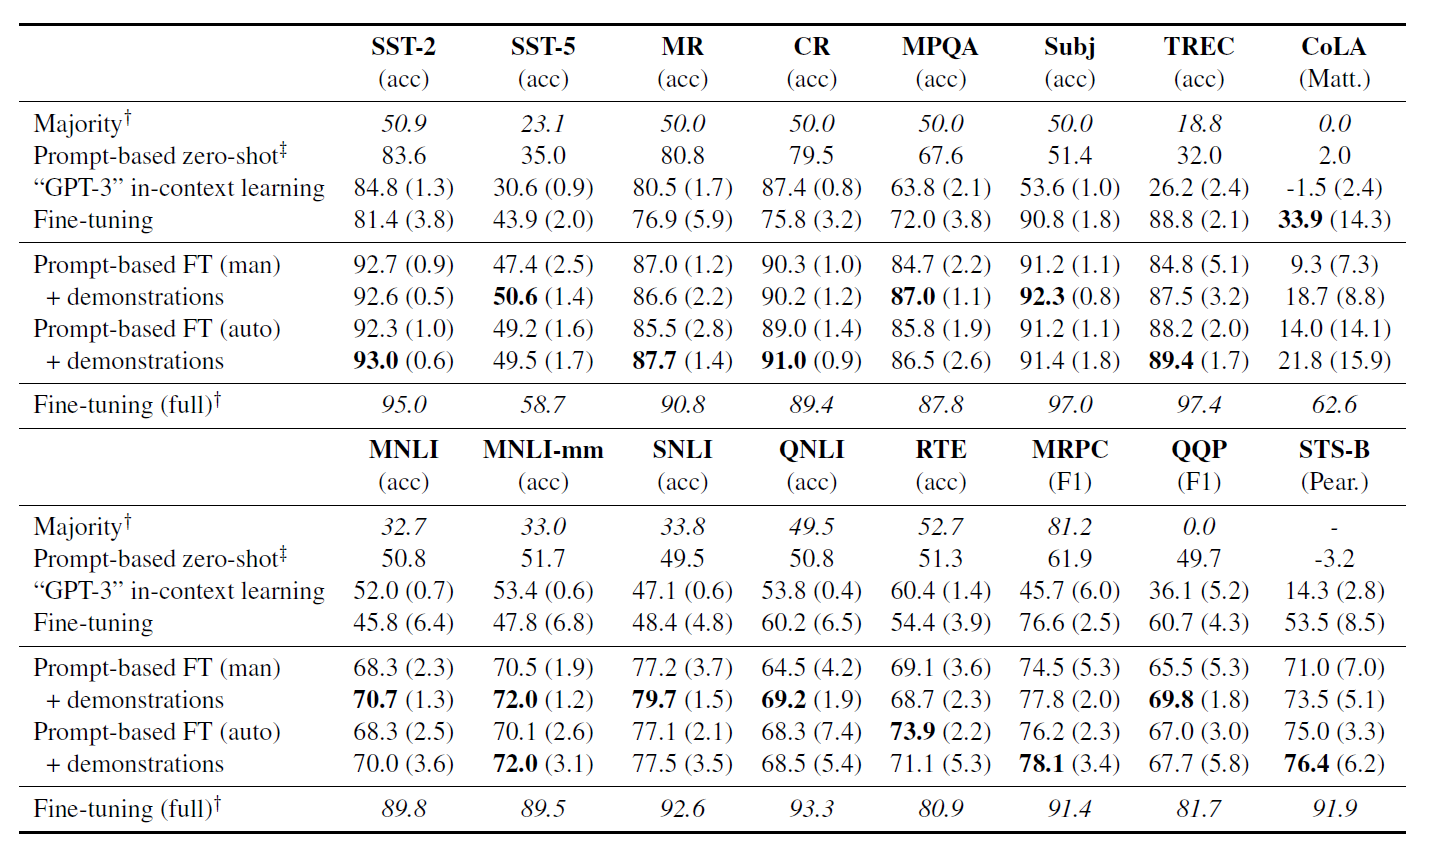 SST-2 SST-5 MR CR MPQA Subj TREC CoLA
(acc) (acc) (acc) (acc) (acc) (acc) (acc) (Matt.)
Majority† 50.9 23.1 50.0 50.0 50.0 50.0 18.8 0.0
Prompt-based zero-shot‡ 83.6 35.0 80.8 79.5 67.6 51.4 32.0 2.0
“GPT-3” in-context learning 84.8 (1.3) 30.6 (0.9) 80.5 (1.7) 87.4 (0.8) 63.8 (2.1) 53.6 (1.0) 26.2 (2.4) -1.5 (2.4)
Fine-tuning 81.4 (3.8) 43.9 (2.0) 76.9 (5.9) 75.8 (3.2) 72.0 (3.8) 90.8 (1.8) 88.8 (2.1) 33.9 (14.3)
Prompt-based FT (man) 92.7 (0.9) 47.4 (2.5) 87.0 (1.2) 90.3 (1.0) 84.7 (2.2) 91.2 (1.1) 84.8 (5.1) 9.3 (7.3)
+ demonstrations 92.6 (0.5) 50.6 (1.4) 86.6 (2.2) 90.2 (1.2) 87.0 (1.1) 92.3 (0.8) 87.5 (3.2) 18.7 (8.8)
Prompt-based FT (auto) 92.3 (1.0) 49.2 (1.6) 85.5 (2.8) 89.0 (1.4) 85.8 (1.9) 91.2 (1.1) 88.2 (2.0) 14.0 (14.1)
+ demonstrations 93.0 (0.6) 49.5 (1.7) 87.7 (1.4) 91.0 (0.9) 86.5 (2.6) 91.4 (1.8) 89.4 (1.7) 21.8 (15.9)
Fine-tuning (full)† 95.0 58.7 90.8 89.4 87.8 97.0 97.4 62.6
MNLI MNLI-mm SNLI QNLI RTE MRPC QQP STS-B
(acc) (acc) (acc) (acc) (acc) (F1) (F1) (Pear.)
Majority† 32.7 33.0 33.8 49.5 52.7 81.2 0.0 -
Prompt-based zero-shot‡ 50.8 51.7 49.5 50.8 51.3 61.9 49.7 -3.2
“GPT-3” in-context learning 52.0 (0.7) 53.4 (0.6) 47.1 (0.6) 53.8 (0.4) 60.4 (1.4) 45.7 (6.0) 36.1 (5.2) 14.3 (2.8)
Fine-tuning 45.8 (6.4) 47.8 (6.8) 48.4 (4.8) 60.2 (6.5) 54.4 (3.9) 76.6 (2.5) 60.7 (4.3) 53.5 (8.5)
Prompt-based FT (man) 68.3 (2.3) 70.5 (1.9) 77.2 (3.7) 64.5 (4.2) 69.1 (3.6) 74.5 (5.3) 65.5 (5.3) 71.0 (7.0)
+ demonstrations 70.7 (1.3) 72.0 (1.2) 79.7 (1.5) 69.2 (1.9) 68.7 (2.3) 77.8 (2.0) 69.8 (1.8) 73.5 (5.1)
Prompt-based FT (auto) 68.3 (2.5) 70.1 (2.6) 77.1 (2.1) 68.3 (7.4) 73.9 (2.2) 76.2 (2.3) 67.0 (3.0) 75.0 (3.3)
+ demonstrations 70.0 (3.6) 72.0 (3.1) 77.5 (3.5) 68.5 (5.4) 71.1 (5.3) 78.1 (3.4) 67.7 (5.8) 76.4 (6.2)
Fine-tuning (full)† 89.8 89.5 92.6 93.3 80.9 91.4 81.7 91.9